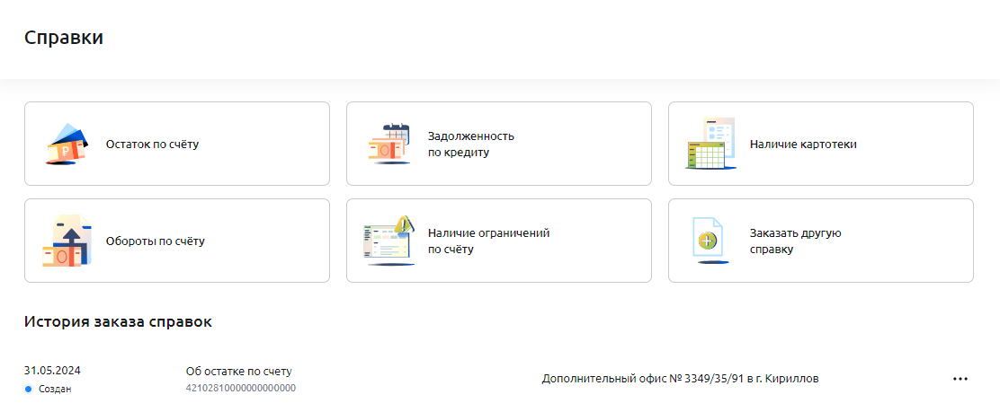 Справки
Остаток по счёту
Задолженность
по кредиту
Наличие картотеки
Обороты по счёту
Наличие ограничений
по счёту
Заказать другую
справку
История заказа справок
31.05.2024
Об остатке по счету
Дополнительный офис № 3349/35/91 в г. Кириллов
Создан
42102810000000000000